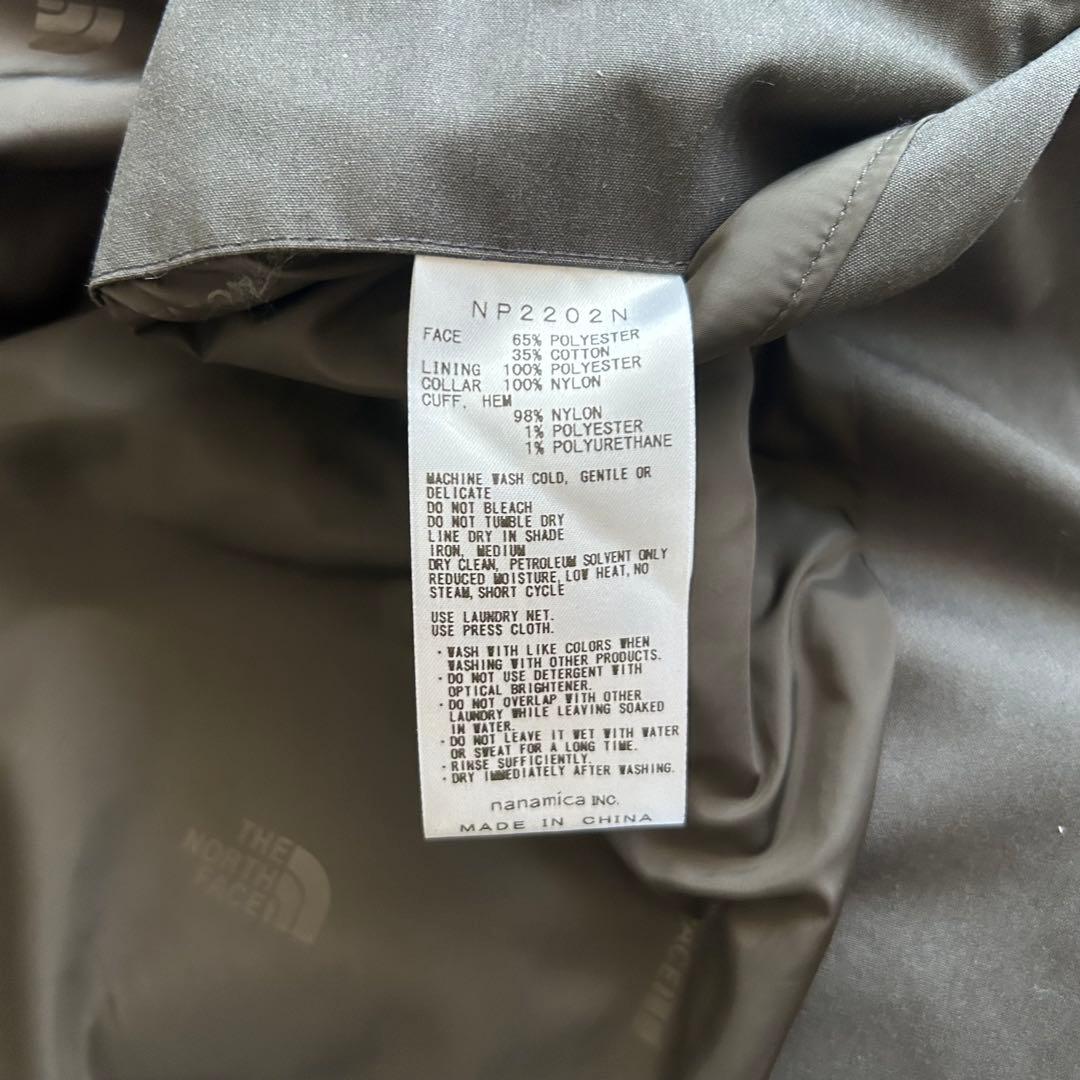 NP2202N
FACE 65% POLYESTER
35% COTTON
LINING 100% POLYESTER
COLLAR 100% NYLON
CUFF, HEM
98% NYLON
1% POLYESTER
1% POLYURETHANE
MACHINE WASH COLD, GENTLE OR
DELICATE
DO NOT BLEACH
DO NOT TUMBLE DRY
LINE DRY IN SHADE
IRON, MEDIUM
DRY CLEAN, PETROLEUM SOLVENT ONLY
REDUCED MOISTURE, LOW HEAT, NO
STEAM, SHORT CYCLE
USE LAUNDRY NET.
USE PRESS CLOTH.
・WASH WITH LIKE COLORS WHEN
WASHING WITH OTHER PRODUCTS.
・DO NOT USE DETERGENT WITH
OPTICAL BRIGHTENER.
・DO NOT OVERLAP WITH OTHER
LAUNDRY WHILE LEAVING SOAKED
IN WATER.
・DO NOT LEAVE IT WET WITH WATER
OR SWEAT FOR A LONG TIME.
・RINSE SUFFICIENTLY.
・DRY IMMEDIATELY AFTER WASHING.
nanamica INC.
MADE IN CHINA
THE
NORTH
FACE